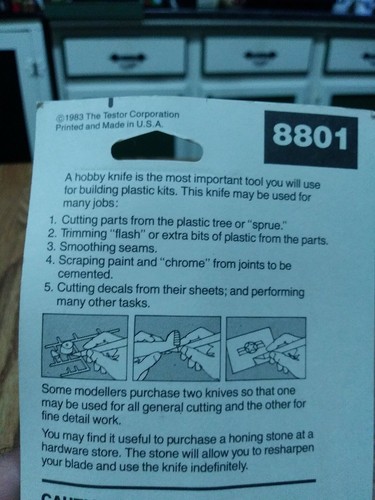 ©1983 The Testor Corporation
Printed and Made in U.S.A.
8801
A hobby knife is the most important tool you will use
for building plastic kits. This knife may be used for
many jobs:
1. Cutting parts from the plastic tree or "sprue."
2. Trimming "flash" or extra bits of plastic from the parts.
3. Smoothing seams.
4. Scraping paint and "chrome" from joints to be
cemented.
5. Cutting decals from their sheets; and performing
many other tasks.
Some modellers purchase two knives so that one
may be used for all general cutting and the other for
fine detail work.
You may find it useful to purchase a honing stone at a
hardware store. The stone will allow you to resharpen
your blade and use the knife indefinitely.